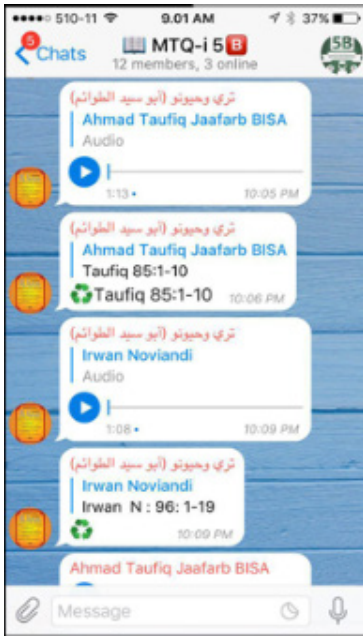 510-11 9.01 AM 37%
5
Chats
MTQ-i 5 B
12 members, 3 online
5B
تري وحيونو (أبو سيد الطوائم)
Ahmad Taufiq Jaafarb BISA
Audio
1:13
10:05 PM
تري وحيونو (أبو سيد الطوائم)
Ahmad Taufiq Jaafarb BISA
Taufiq 85:1-10
♻Taufiq 85:1-10 10:06 PM
تري وحيونو (أبو سيد الطوائم)
Irwan Noviandi
Audio
1:08
10:09 PM
تري وحيونو (أبو سيد الطوائم)
Irwan Noviandi
Irwan N : 96: 1-19
♻ 10:09 PM
Ahmad Taufiq Jaafarb BISA
Message